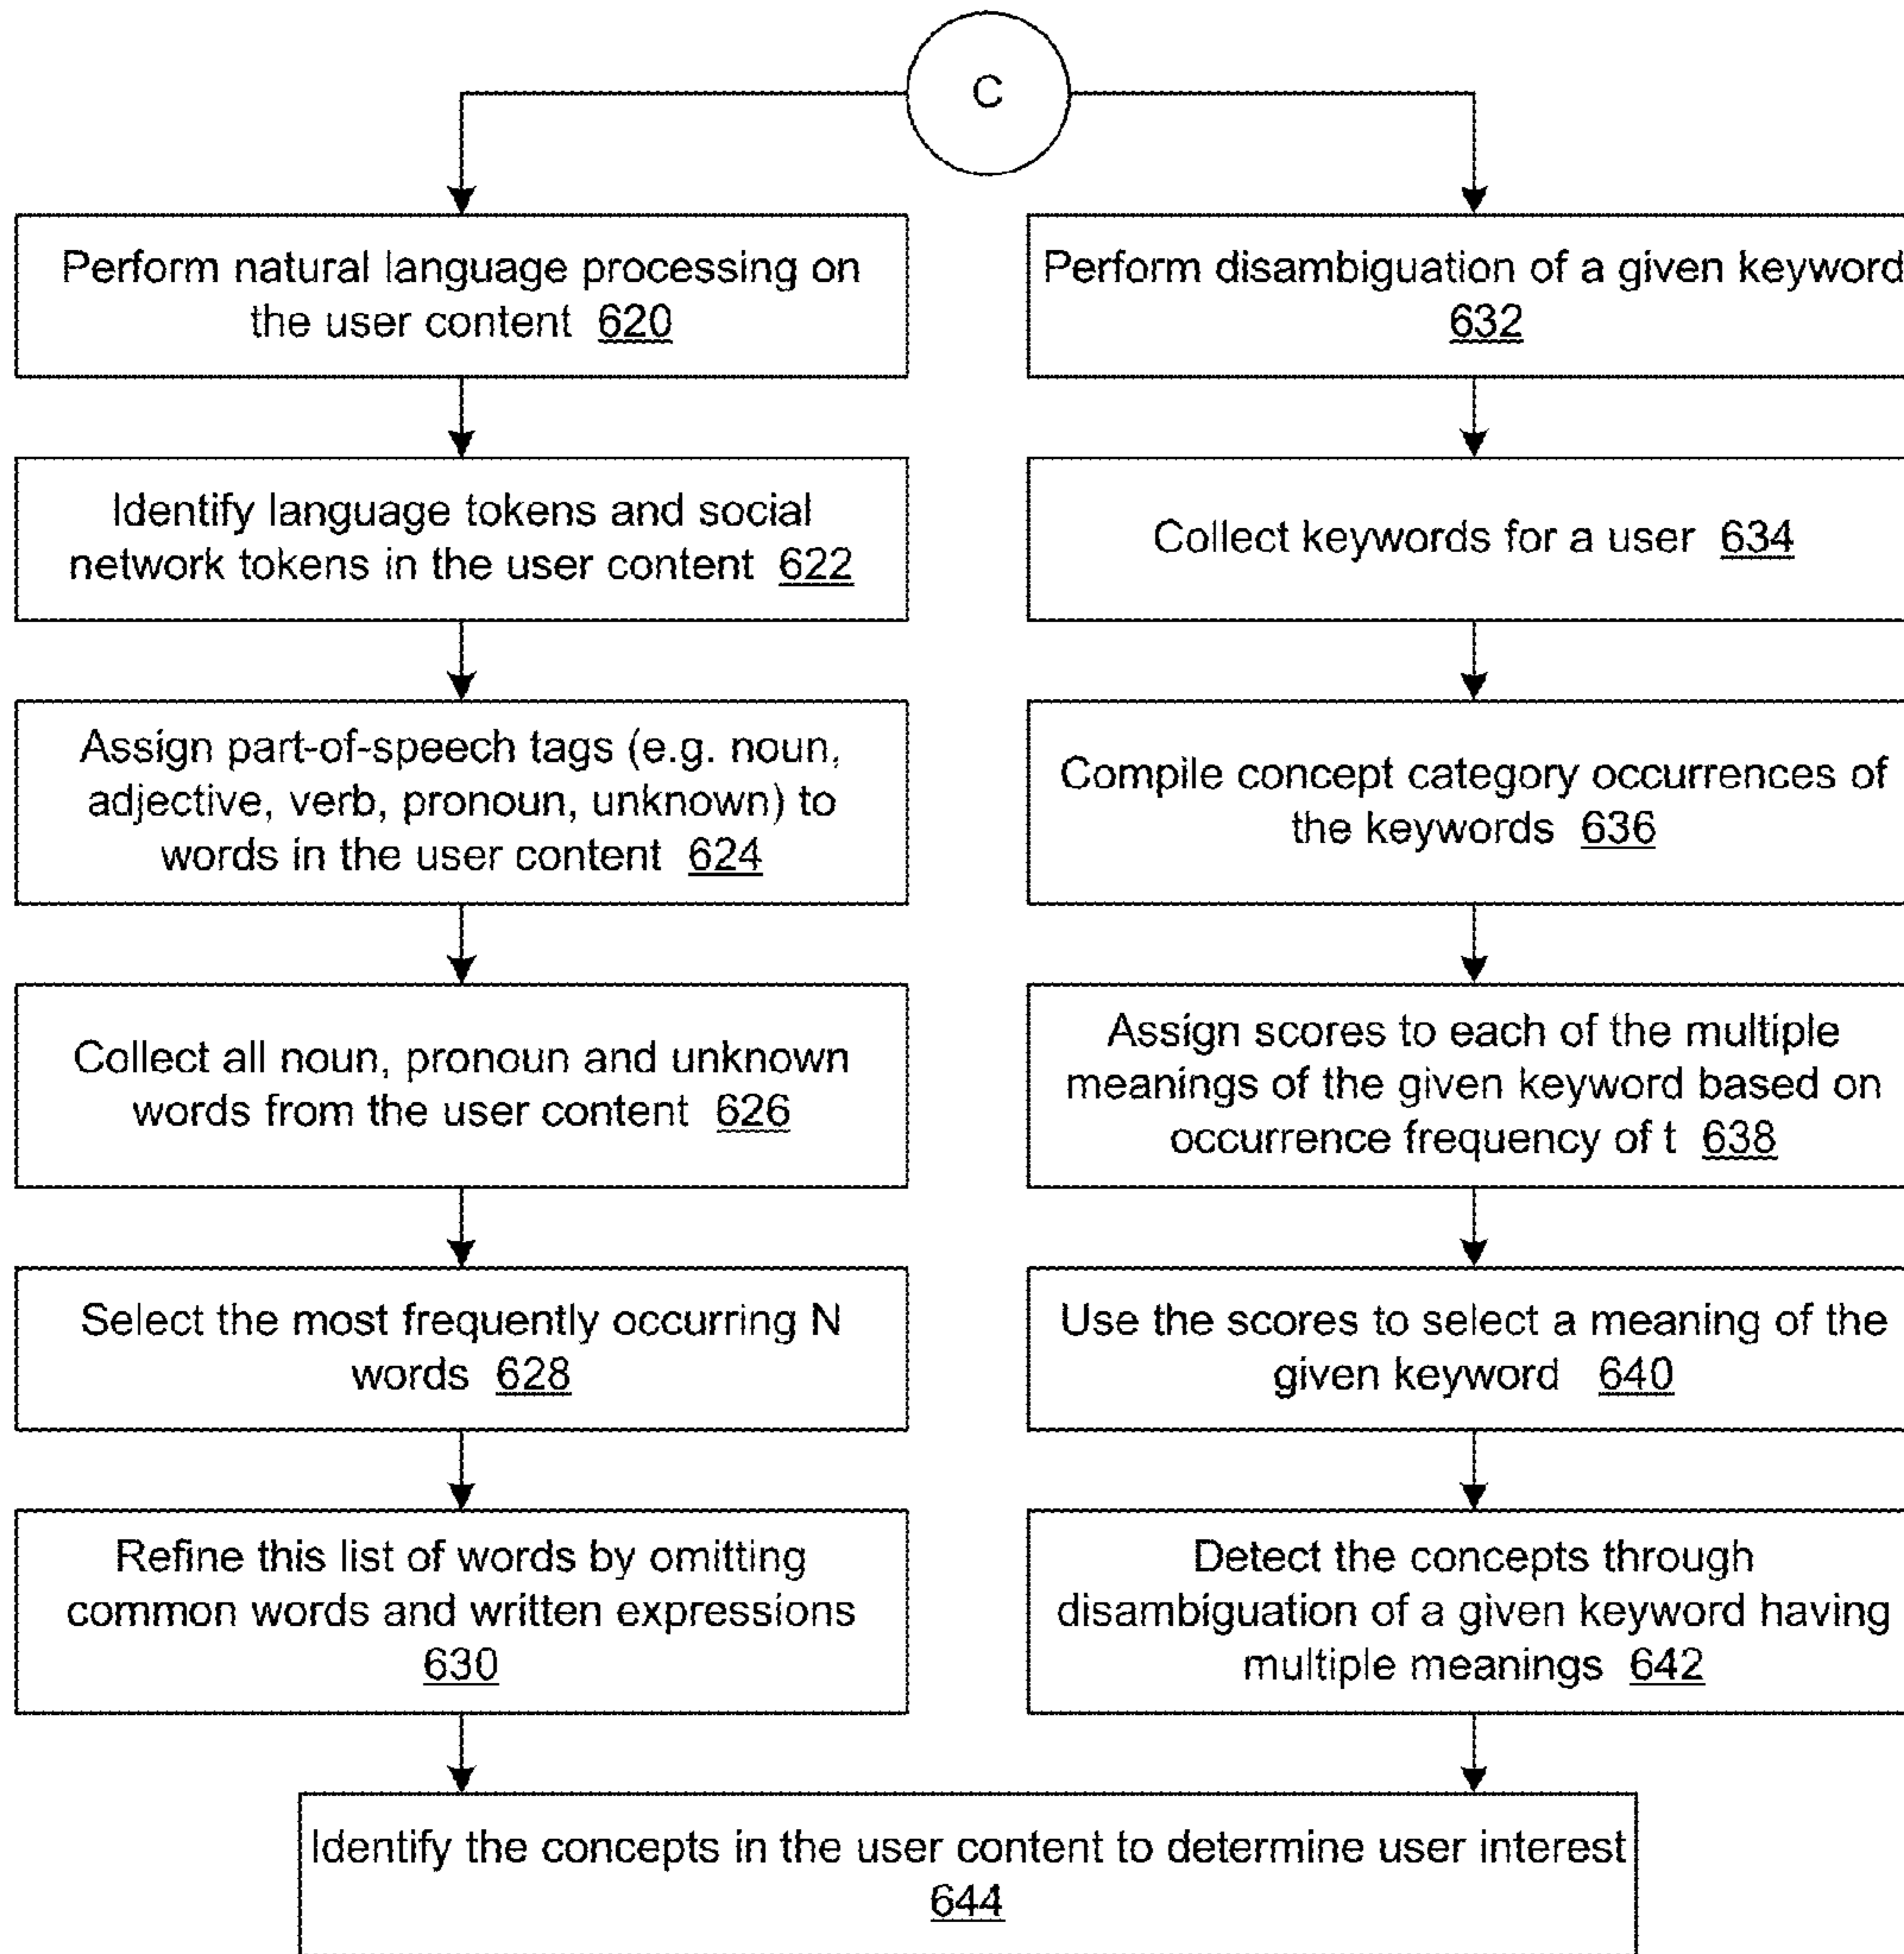 C
Perform natural language processing on
the user content 620
Identify language tokens and social
network tokens in the user content 622
Assign part-of-speech tags (e.g. noun,
adjective, verb, pronoun, unknown) to
words in the user content 624
Collect all noun, pronoun and unknown
words from the user content 626
Select the most frequently occurring N
words 628
Refine this list of words by omitting
common words and written expressions
630
Perform disambiguation of a given keyword
632
Collect keywords for a user 634
Compile concept category occurrences of
the keywords 636
Assign scores to each of the multiple
meanings of the given keyword based on
occurrence frequency of t 638
Use the scores to select a meaning of the
given keyword 640
Detect the concepts through
disambiguation of a given keyword having
multiple meanings 642
Identify the concepts in the user content to determine user interest
644